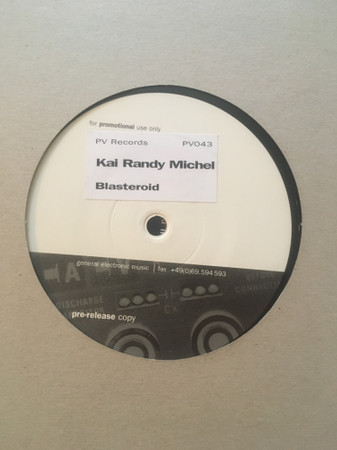 for promotional use only
PV Records PV043
Kai Randy Michel
Blasteroid
general electronic music | fax +49(0)69.594593
DISCHARGE
pre-release copy